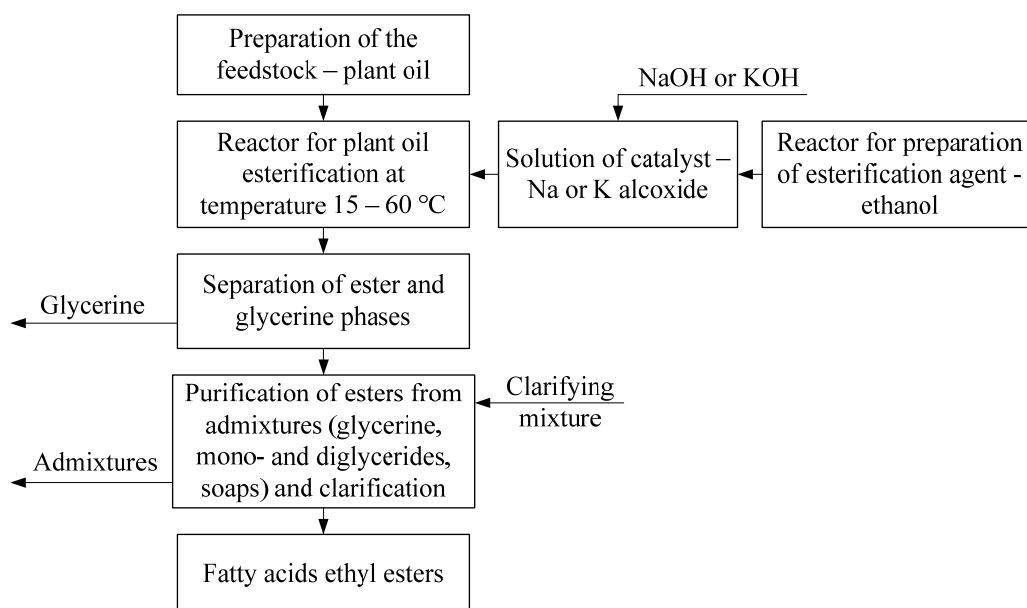 Preparation of the
feedstock – plant oil
NaOH or KOH
Reactor for plant oil
esterification at
temperature 15 – 60 °C
Solution of catalyst –
Na or K alcoxide
Reactor for preparation
of esterification agent -
ethanol
Separation of ester and
glycerine phases
Glycerine
Purification of esters from
admixtures (glycerine,
mono- and diglycerides,
soaps) and clarification
Clarifying
mixture
Admixtures
Fatty acids ethyl esters